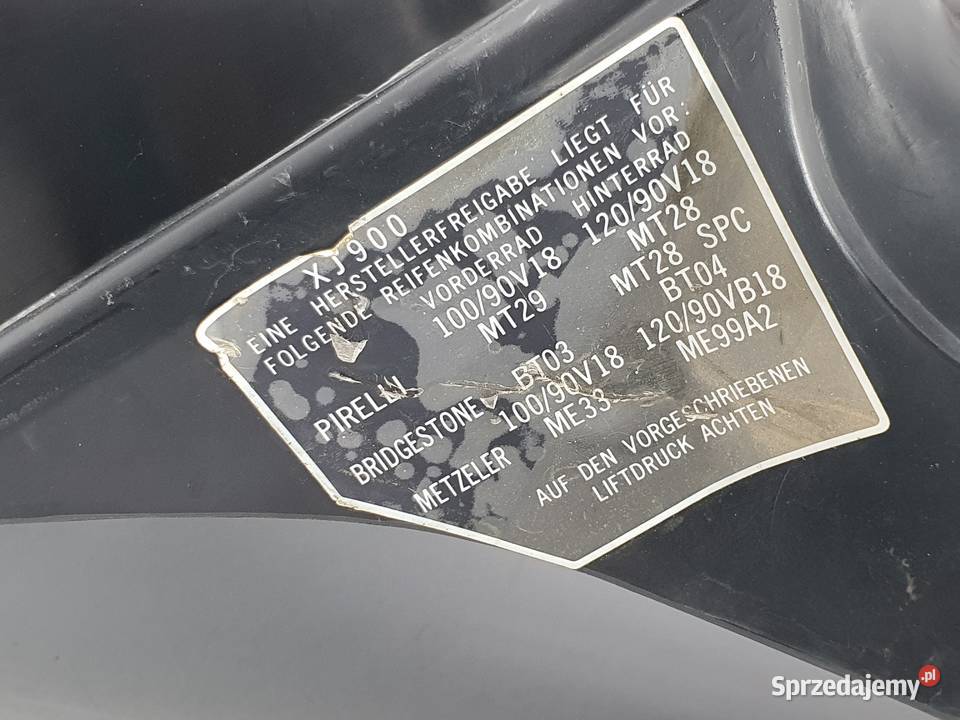 XJ900
EINE HERSTELLERFREIGABE LIEGT FÜR
FOLGENDE REIFENKOMBINATIONEN VOR:
VORDERRAD HINTERRAD
100/90V18 120/90V18
PIRELLI MT29 MT28
MT28 SPC
BRIDGESTONE BT03 BT04
100/90V18 120/90VB18
METZELER ME33 ME99A2
AUF DEN VORGESCHRIEBENEN
LIFTDRUCK ACHTEN
Sprzedajemy.pl